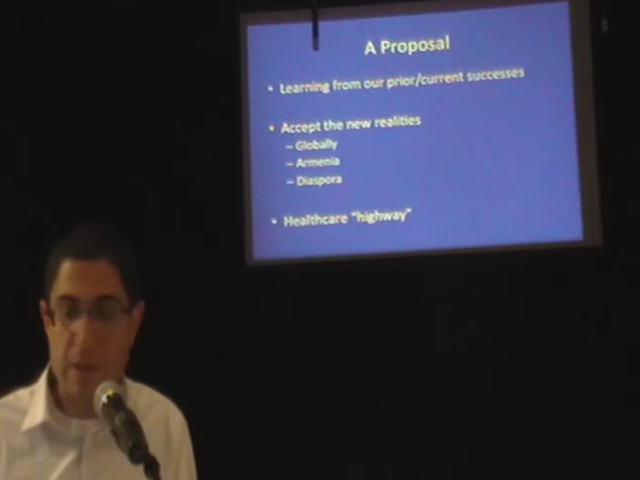 A Proposal
• Learning from our prior/current successes
• Accept the new realities
– Globally
– Armenia
– Diaspora
• Healthcare "highway"